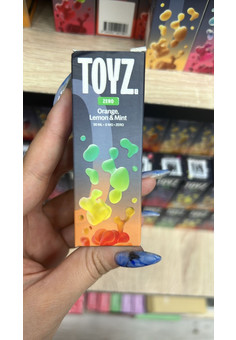 TOYZ.
ZERO
Orange,
Lemon & Mint